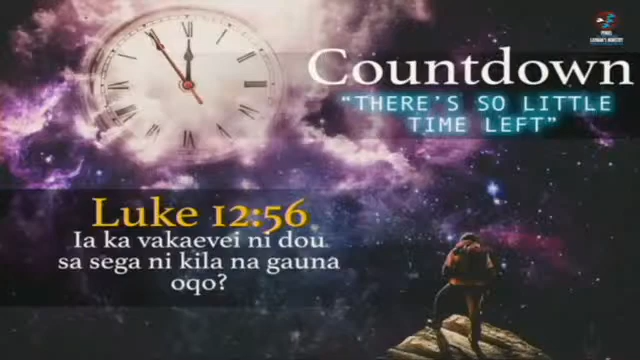 Countdown
"THERE'S SO LITTLE
TIME LEFT"
Luke 12:56
Ia ka vakaevei ni dou
sa sega ni kila na gauna
oqo?